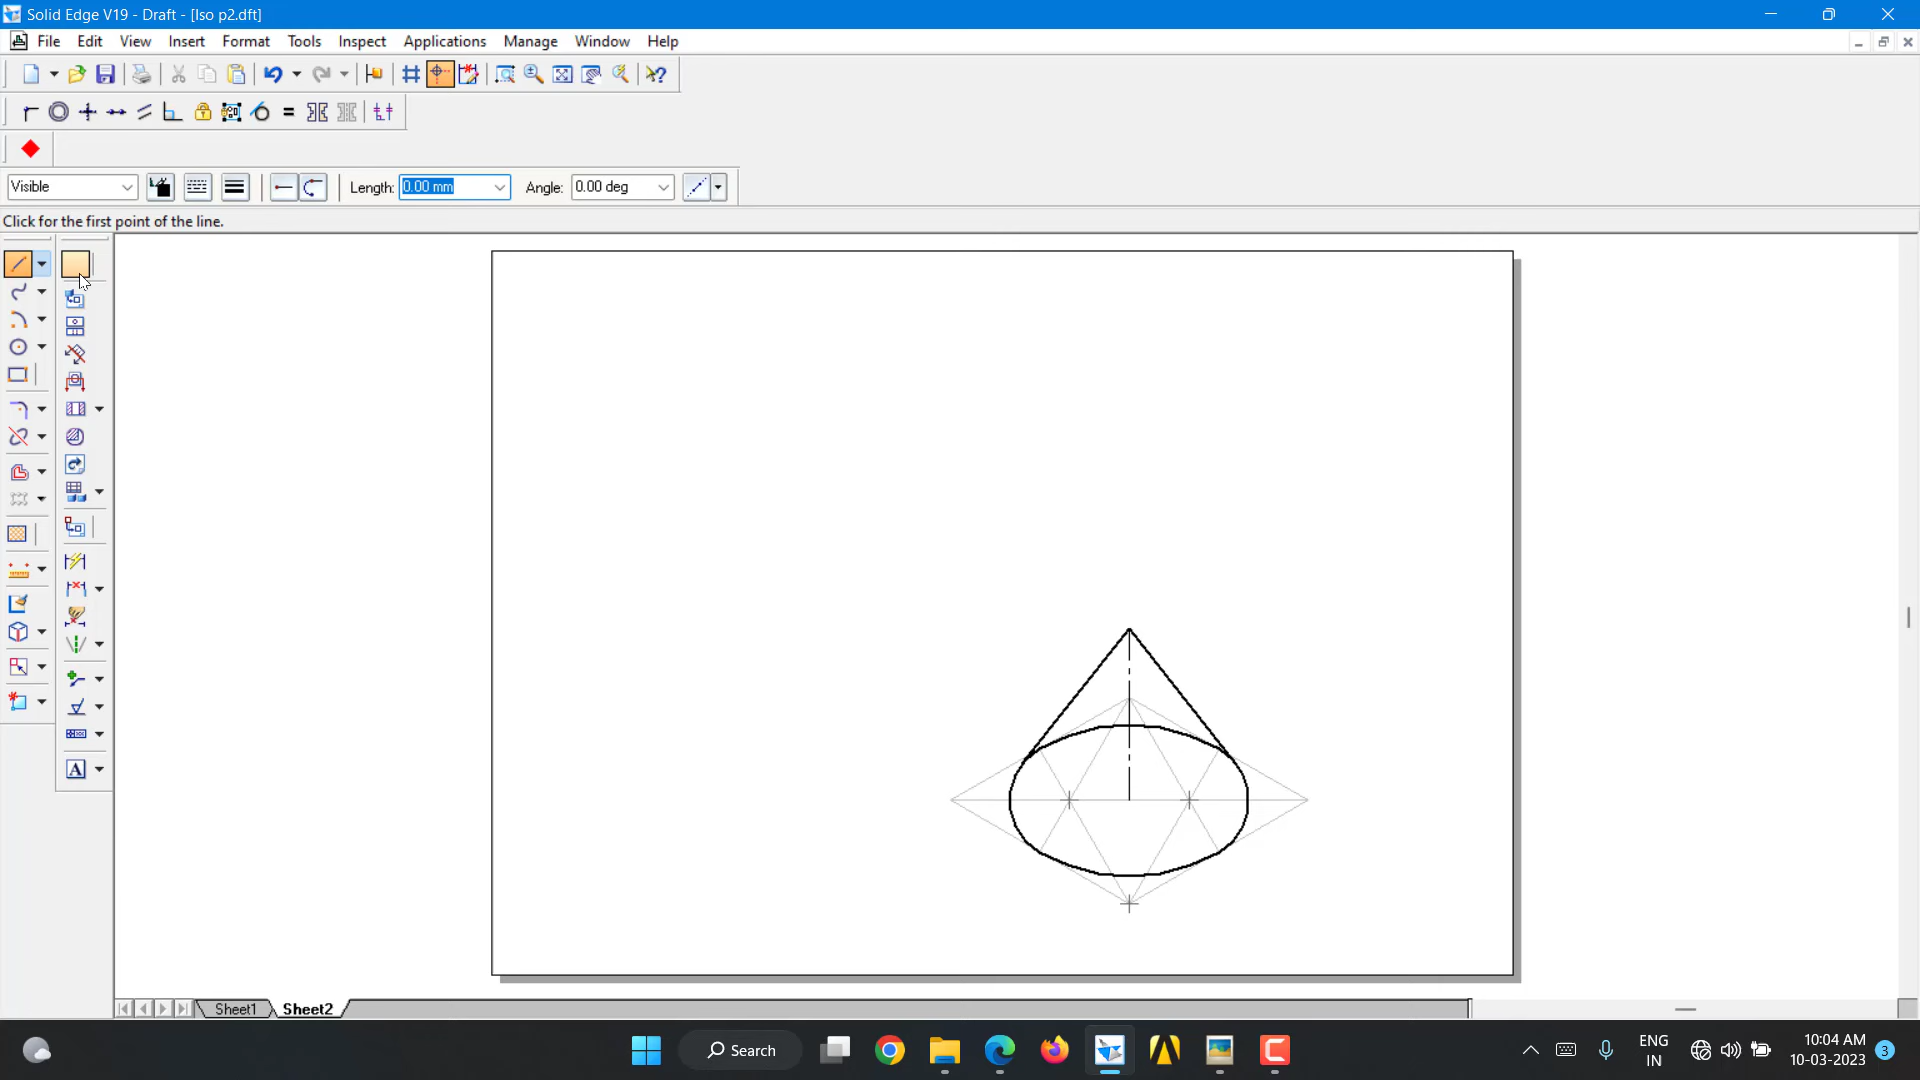 Solid Edge V19 - Draft - [Iso p2.dft]
File Edit View Insert Format Tools Inspect Applications Manage Window Help
Visible Length: 0.00 mm Angle: 0.00 deg
Click for the first point of the line.
A
Sheet1 Sheet2
Search
ENG
IN
10:04 AM
10-03-2023
3